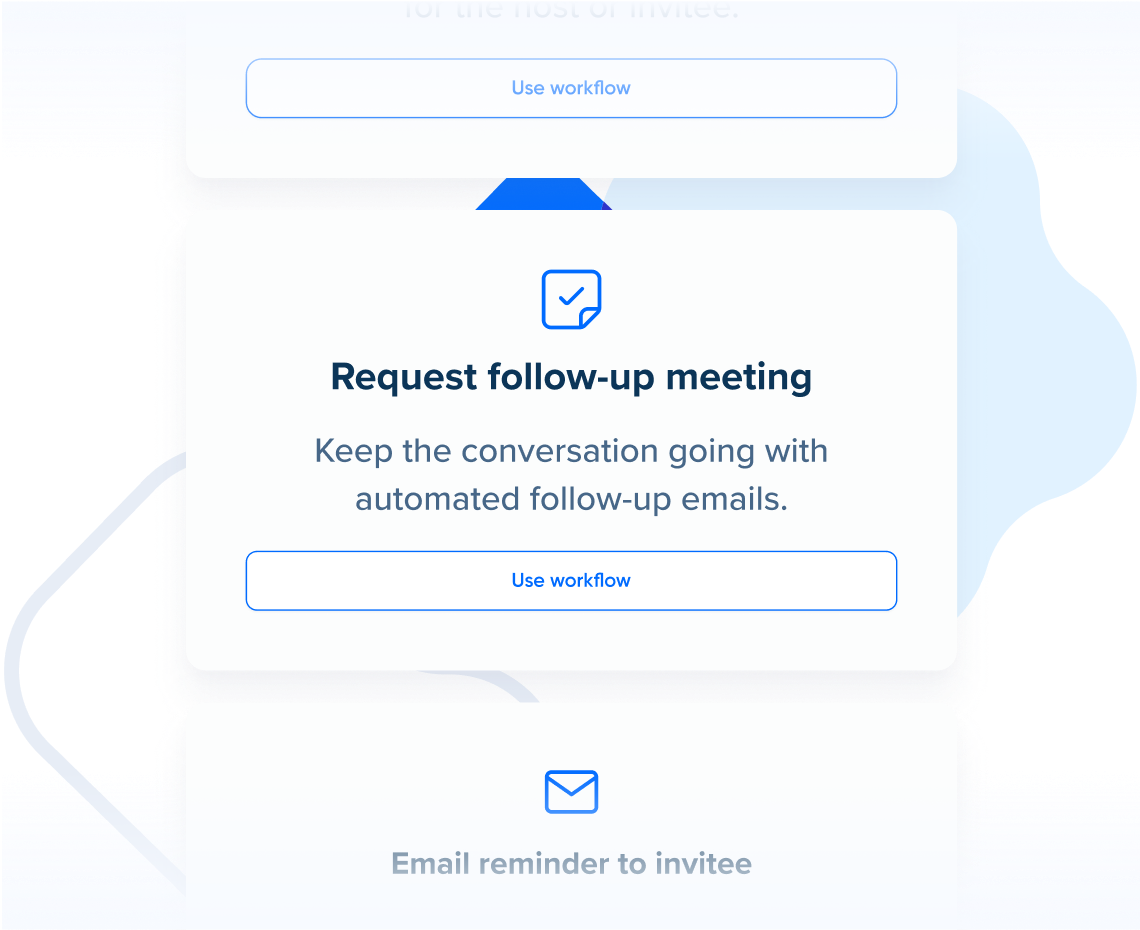 for the host or invitee.
Use workflow
Request follow-up meeting
Keep the conversation going with
automated follow-up emails.
Use workflow
Email reminder to invitee